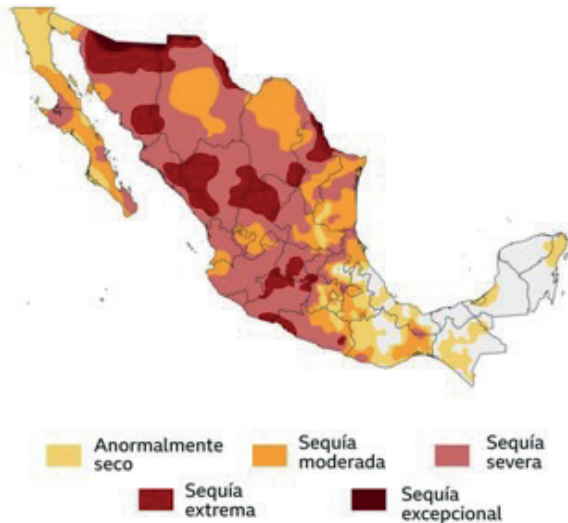 Anormalmente
seco
Sequía
moderada
Sequía
severa
Sequía
extrema
Sequía
excepcional